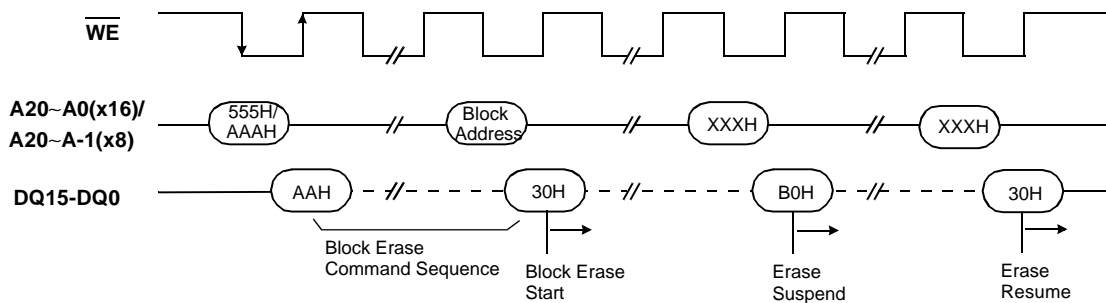 WE
A20~A0(x16)/
A20~A-1(x8)
555H/
AAAH
Block
Address
XXXH
XXXH
DQ15-DQ0
AAH
30H
B0H
30H
Block Erase
Command Sequence
Block Erase
Start
Erase
Suspend
Erase
Resume